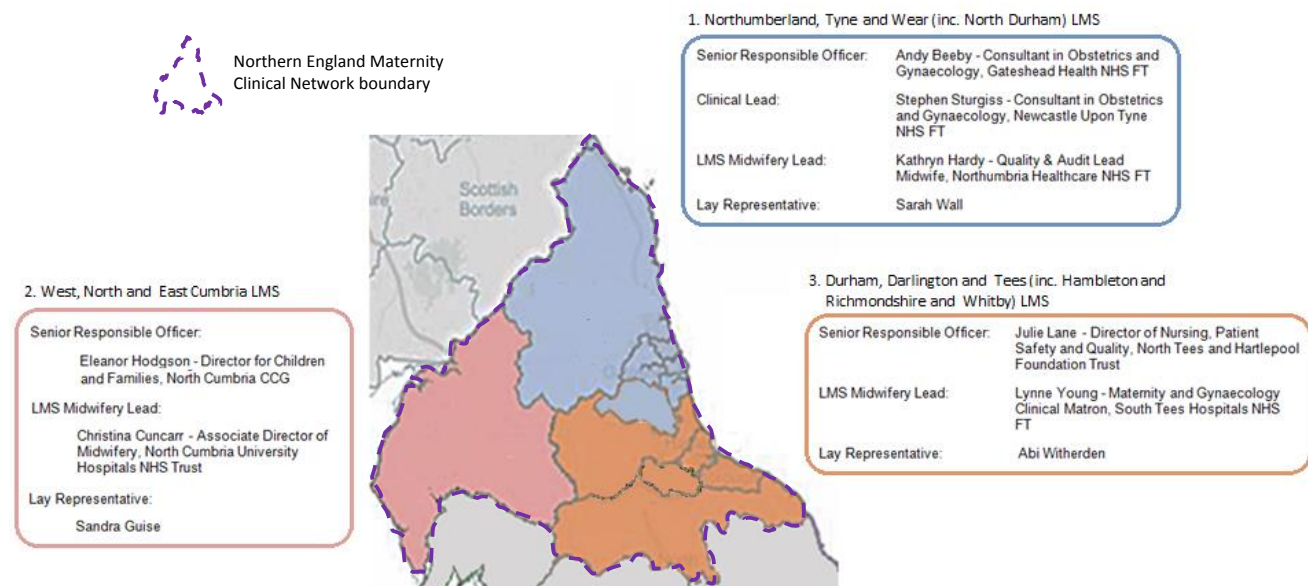 Northern England Maternity
Clinical Network boundary
1. Northumberland, Tyne and Wear (inc. North Durham) LMS
Senior Responsible Officer: Andy Beeby - Consultant in Obstetrics and
Gynaecology, Gateshead Health NHS FT
Clinical Lead: Stephen Sturgiss - Consultant in Obstetrics
and Gynaecology, Newcastle Upon Tyne
NHS FT
LMS Midwifery Lead: Kathryn Hardy - Quality & Audit Lead
Midwife, Northumbria Healthcare NHS FT
Lay Representative: Sarah Wall
Scottish
Borders
2. West, North and East Cumbria LMS
Senior Responsible Officer:
Eleanor Hodgson - Director for Children
and Families, North Cumbria CCG
LMS Midwifery Lead:
Christina Cuncarr - Associate Director of
Midwifery, North Cumbria University
Hospitals NHS Trust
Lay Representative:
Sandra Guise
3. Durham, Darlington and Tees (inc. Hambleton and
Richmondshire and Whitby) LMS
Senior Responsible Officer: Julie Lane - Director of Nursing, Patient
Safety and Quality, North Tees and Hartlepool
Foundation Trust
LMS Midwifery Lead: Lynne Young - Maternity and Gynaecology
Clinical Matron, South Tees Hospitals NHS
FT
Lay Representative: Abi Witherden